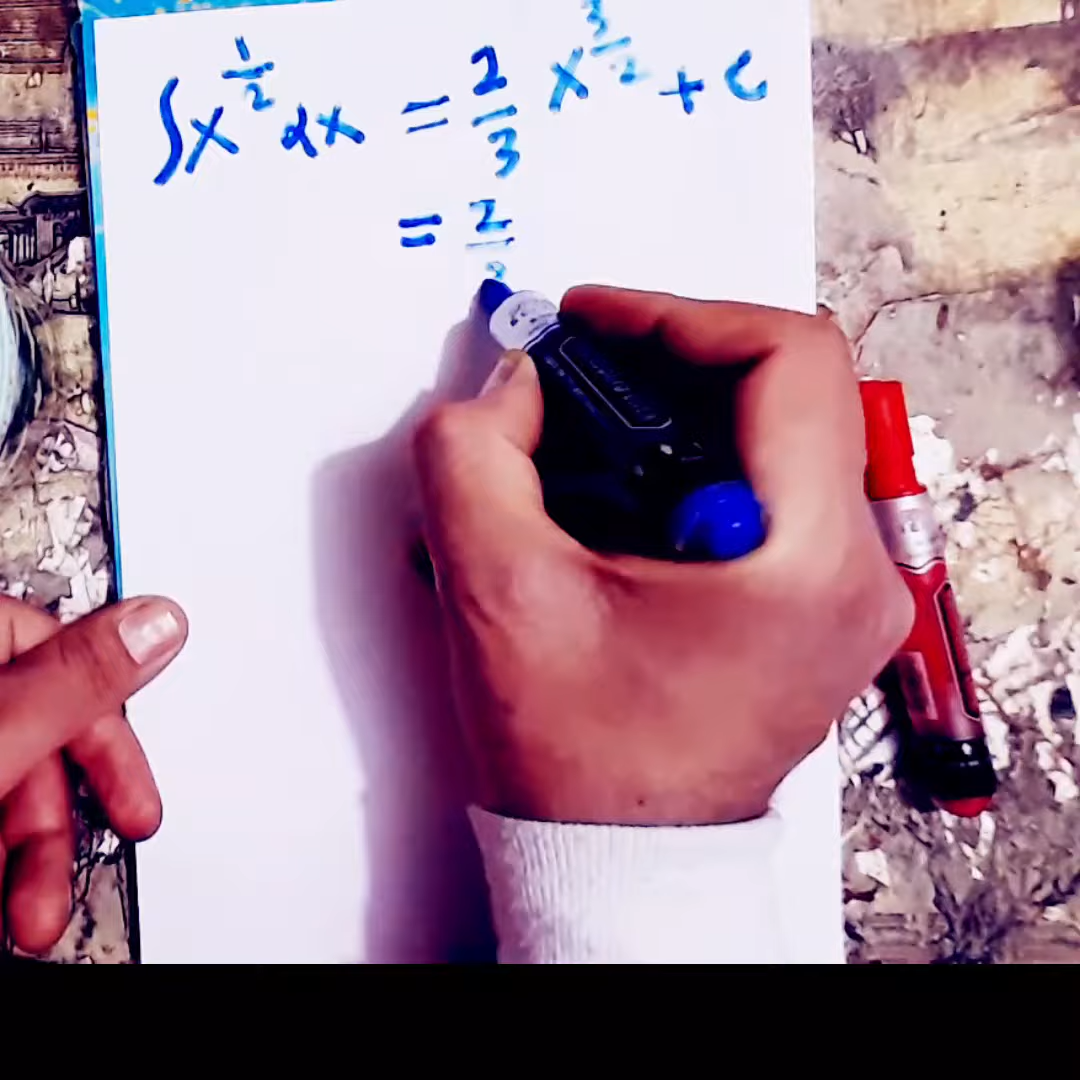 ∫x^{1/2} dx = 2/3 x^{3/2} + c
= 2/